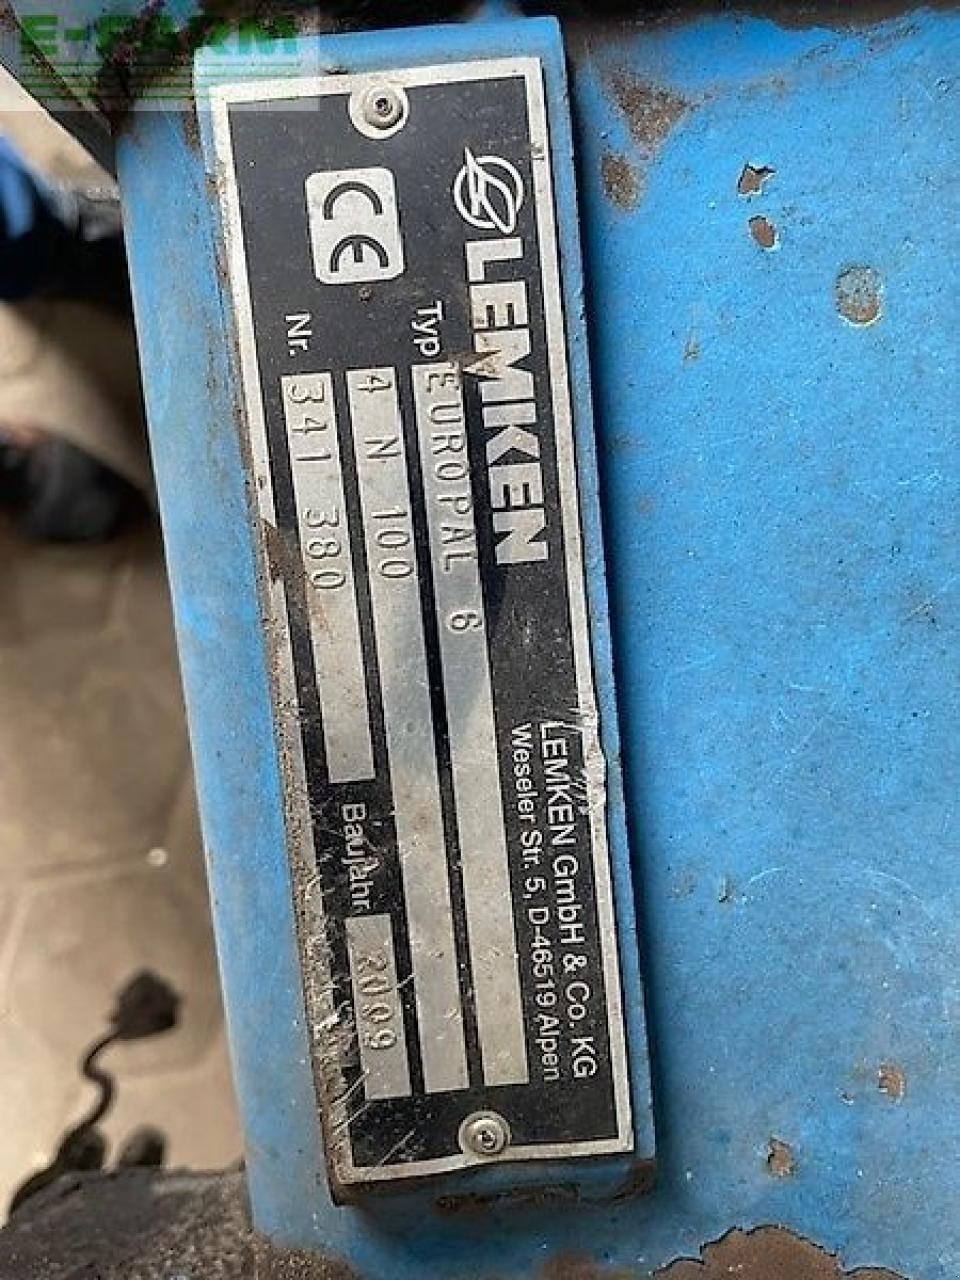 E-FARM
LEMKEN
LEMKEN GmbH & Co. KG
Weseler Str. 5, D-46519 Alpen
CE
Typ EUROPAL 6
4 N 100
Nr. 341 380 Baujahr 2009